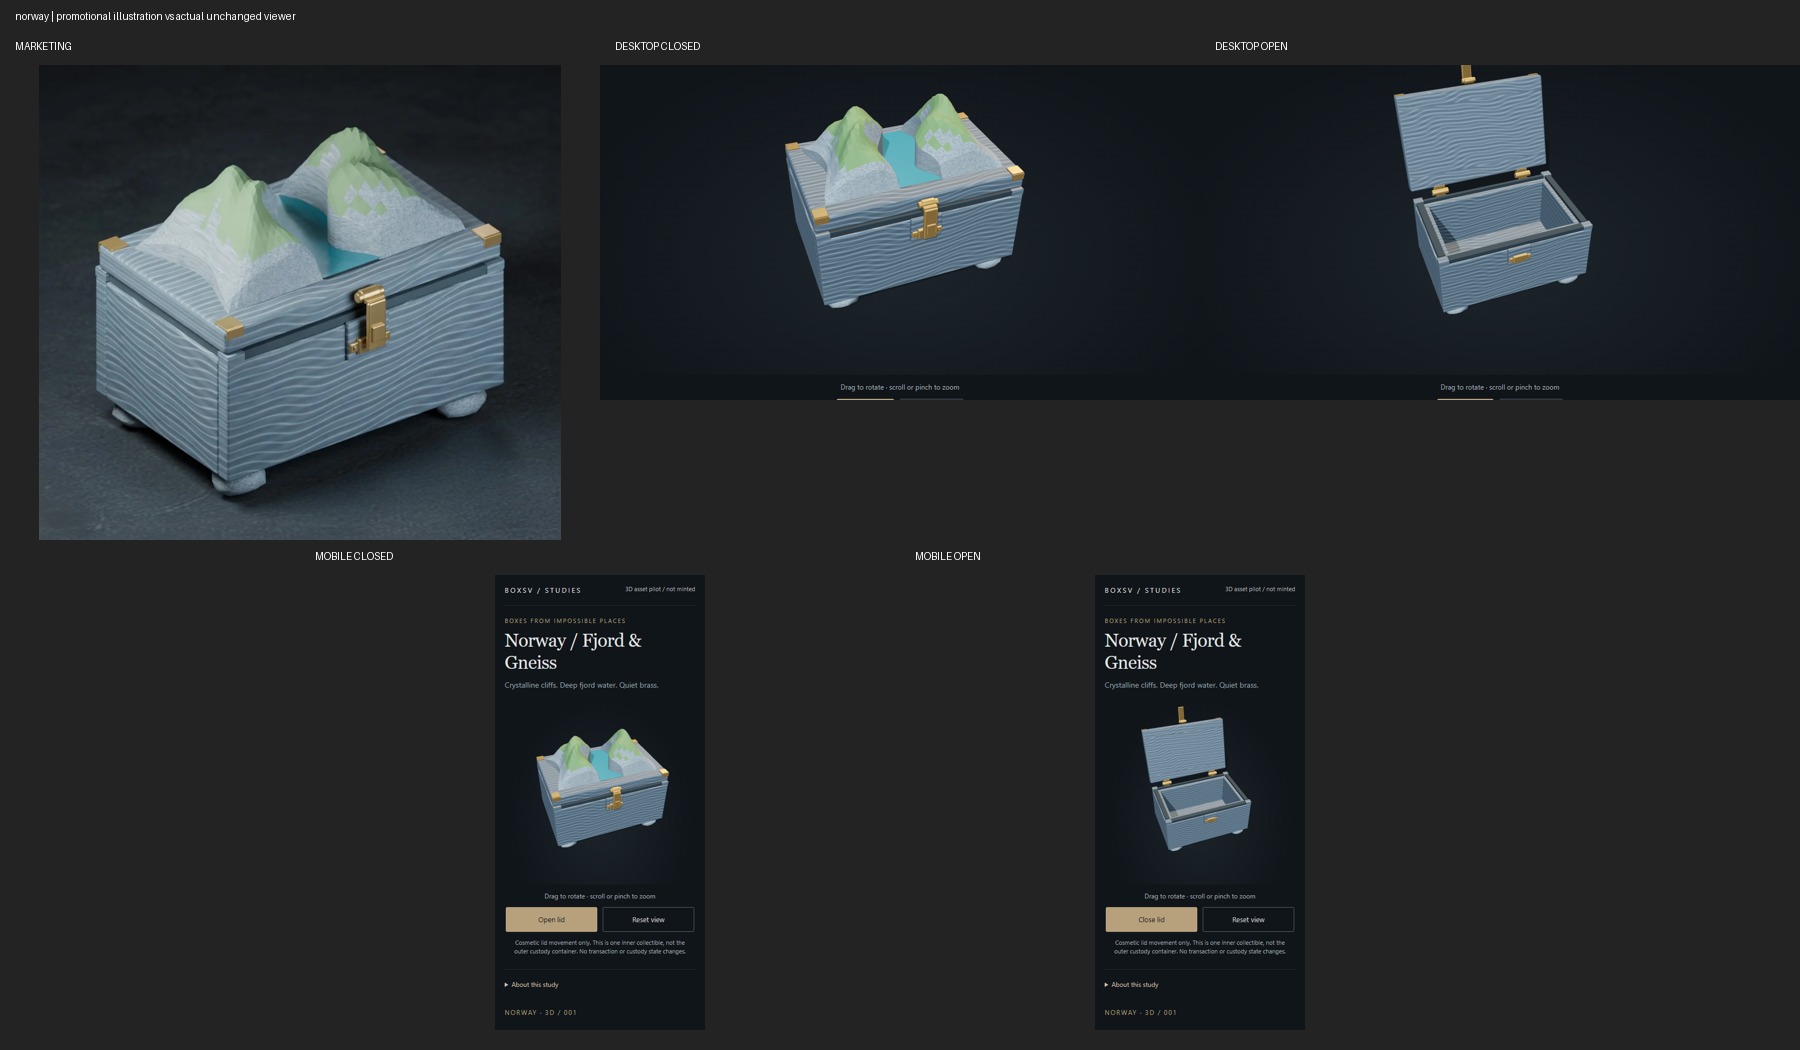 norway | promotional illustration vs actual unchanged viewer
MARKETING
DESKTOP CLOSED
DESKTOP OPEN
Drag to rotate · scroll or pinch to zoom
Drag to rotate · scroll or pinch to zoom
MOBILE CLOSED
MOBILE OPEN
BOXSV / STUDIES
3D asset pilot / not minted
BOXES FROM IMPOSSIBLE PLACES
Norway / Fjord &
Gneiss
Crystalline cliffs. Deep fjord water. Quiet brass.
Drag to rotate · scroll or pinch to zoom
Open lid
Reset view
Cosmetic lid movement only. This is one inner collectible, not the
outer custody container. No transaction or custody state changes.
▶ About this study
NORWAY - 3D / 001
BOXSV / STUDIES
3D asset pilot / not minted
BOXES FROM IMPOSSIBLE PLACES
Norway / Fjord &
Gneiss
Crystalline cliffs. Deep fjord water. Quiet brass.
Drag to rotate · scroll or pinch to zoom
Close lid
Reset view
Cosmetic lid movement only. This is one inner collectible, not the
outer custody container. No transaction or custody state changes.
▶ About this study
NORWAY - 3D / 001